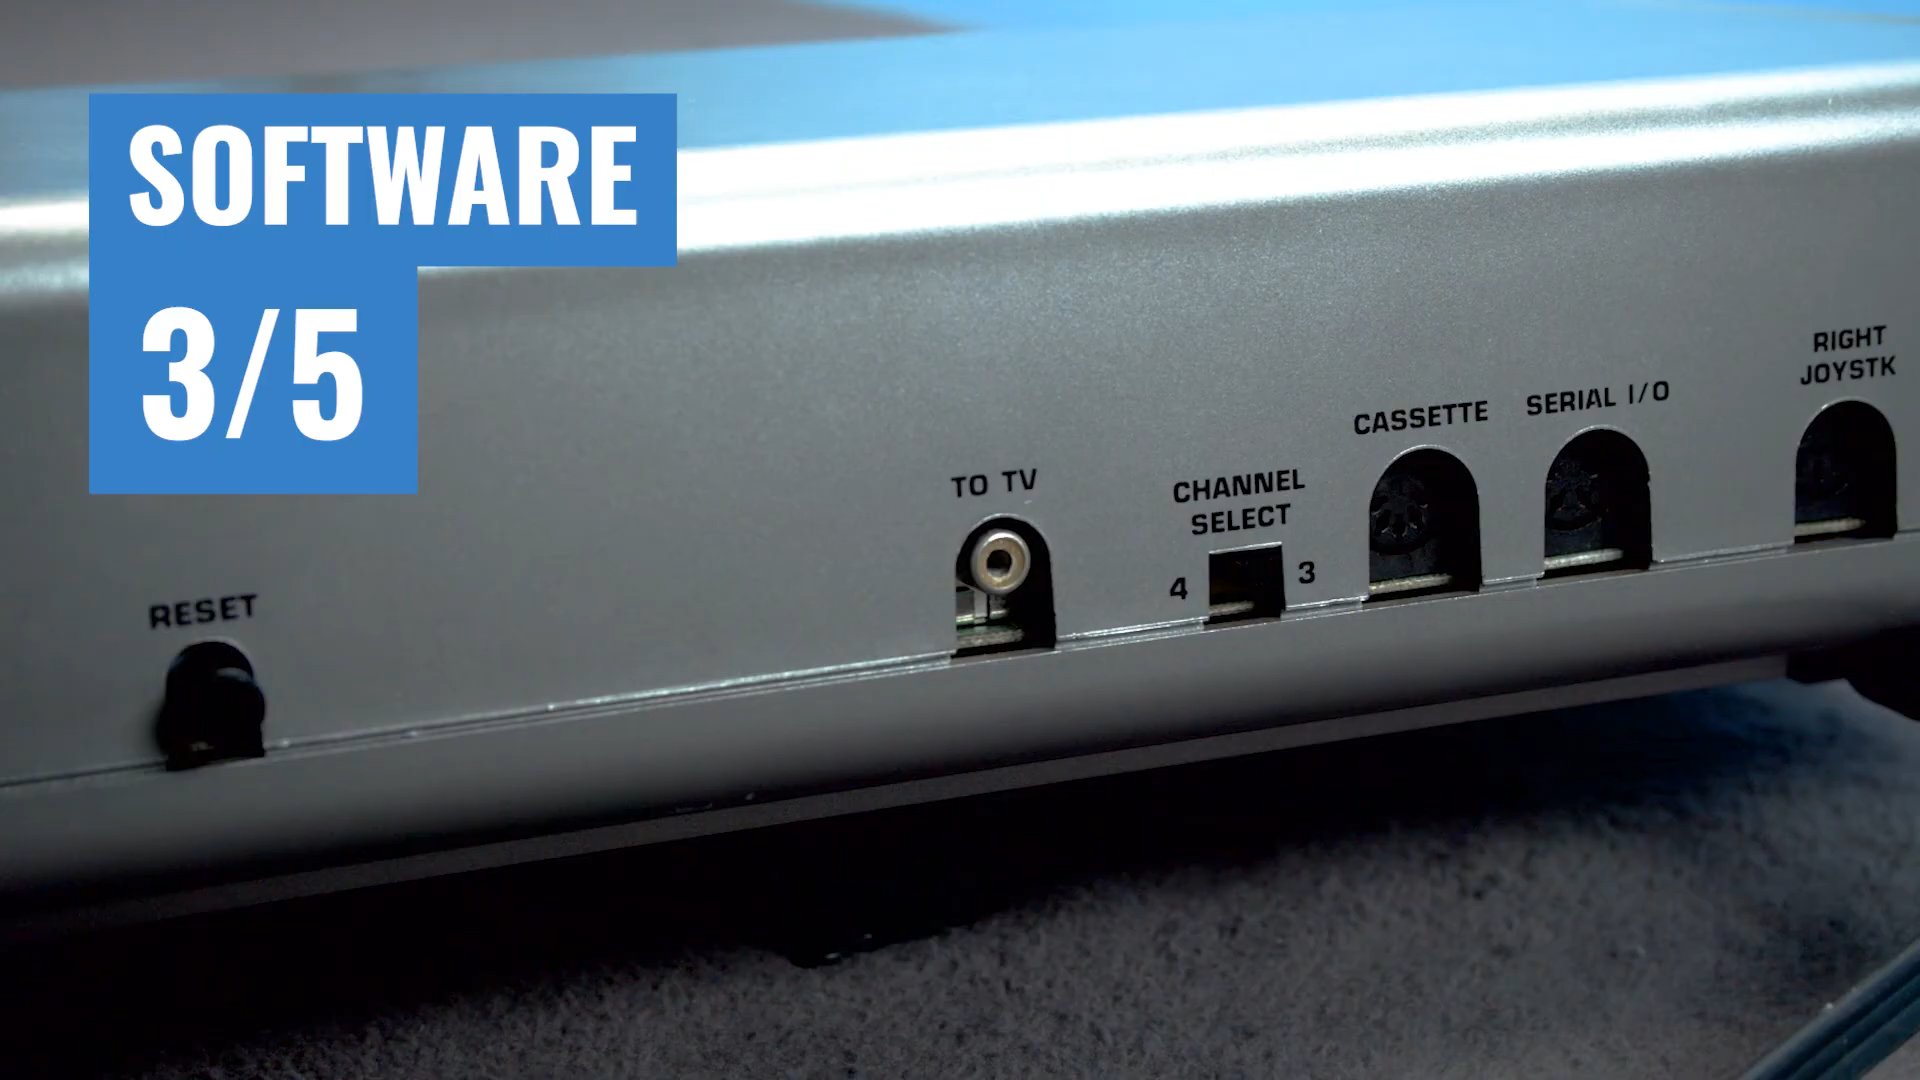 SOFTWARE
3/5
RESET
TO TV
CHANNEL
SELECT
4 3
CASSETTE
SERIAL I/O
RIGHT
JOYSTK